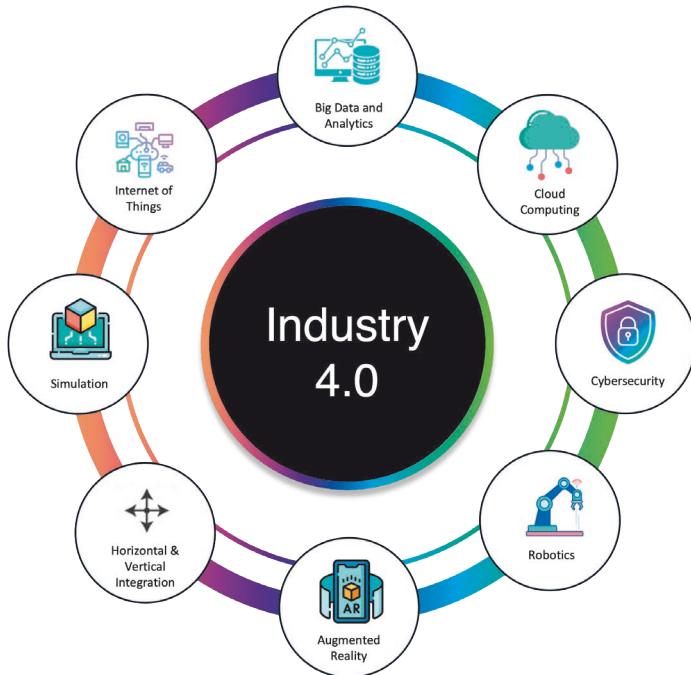 Big Data and
Analytics
Cloud
Computing
Cybersecurity
Robotics
AR
Augmented
Reality
Horizontal &
Vertical
Integration
Simulation
Internet of
Things
Industry
4.0